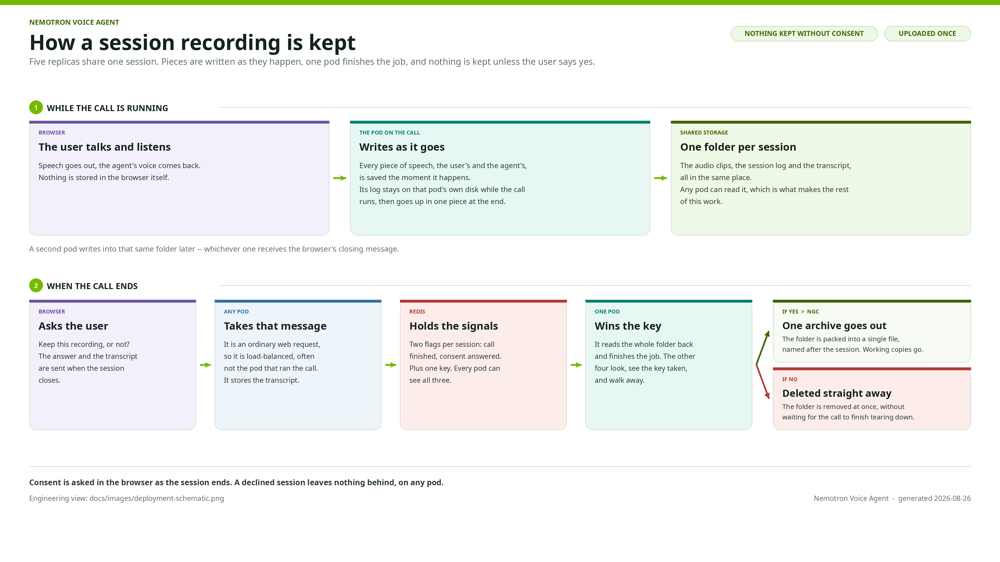 NEMOTRON VOICE AGENT
How a session recording is kept
Five replicas share one session. Pieces are written as they happen, one pod finishes the job, and nothing is kept unless the user says yes.
NOTHING KEPT WITHOUT CONSENT
UPLOADED ONCE
1 WHILE THE CALL IS RUNNING
BROWSER
The user talks and listens
Speech goes out, the agent's voice comes back.
Nothing is stored in the browser itself.
THE POD ON THE CALL
Writes as it goes
Every piece of speech, the user's and the agent's,
is saved the moment it happens.
Its log stays on that pod's own disk while the call
runs, then goes up in one piece at the end.
SHARED STORAGE
One folder per session
The audio clips, the session log and the transcript,
all in the same place.
Any pod can read it, which is what makes the rest
of this work.
A second pod writes into that same folder later -- whichever one receives the browser's closing message.
2 WHEN THE CALL ENDS
BROWSER
Asks the user
Keep this recording, or not?
The answer and the transcript
are sent when the session
closes.
ANY POD
Takes that message
It is an ordinary web request,
so it is load-balanced, often
not the pod that ran the call.
It stores the transcript.
REDIS
Holds the signals
Two flags per session: call
finished, consent answered.
Plus one key. Every pod can
see all three.
ONE POD
Wins the key
It reads the whole folder back
and finishes the job. The other
four look, see the key taken,
and walk away.
IF YES > NGC
One archive goes out
The folder is packed into a single file,
named after the session. Working copies go.
IF NO
Deleted straight away
The folder is removed at once, without
waiting for the call to finish tearing down.
Consent is asked in the browser as the session ends. A declined session leaves nothing behind, on any pod.
Engineering view: docs/images/deployment-schematic.png
Nemotron Voice Agent - generated 2026-08-26